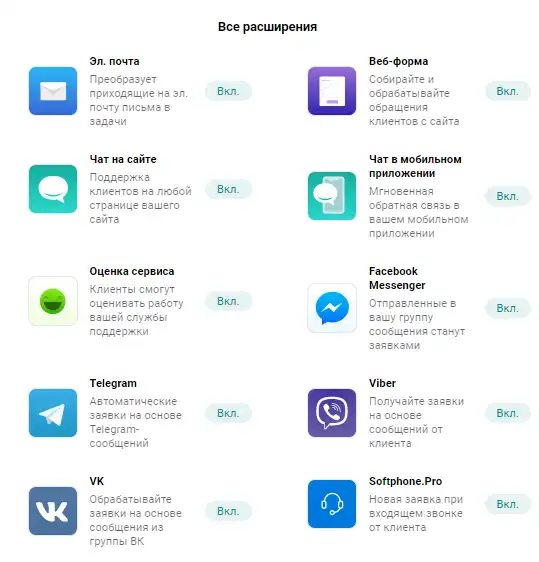 Все расширения
Эл. почта
Преобразует
приходящие на эл.
почту письма в
задачи
Вкл.
Веб-форма
Собирайте и
обрабатывайте
обращения
клиентов с сайта
Вкл.
Чат на сайте
Поддержка
клиентов на любой
странице вашего
сайта
Вкл.
Чат в мобильном
приложении
Мгновенная
обратная связь в
вашем мобильном
приложении
Вкл.
Оценка сервиса
Клиенты смогут
оценивать работу
вашей службы
поддержки
Вкл.
Facebook
Messenger
Отправленные в
вашу группу
сообщения станут
заявками
Вкл.
Telegram
Автоматические
заявки на основе
Telegram-
сообщений
Вкл.
Viber
Получайте заявки
на основе
сообщений от
клиента
Вкл.
VK
Обрабатывайте
заявки на основе
сообщения из
группы ВК
Вкл.
Softphone.Pro
Новая заявка при
входящем звонке
от клиента
Вкл.